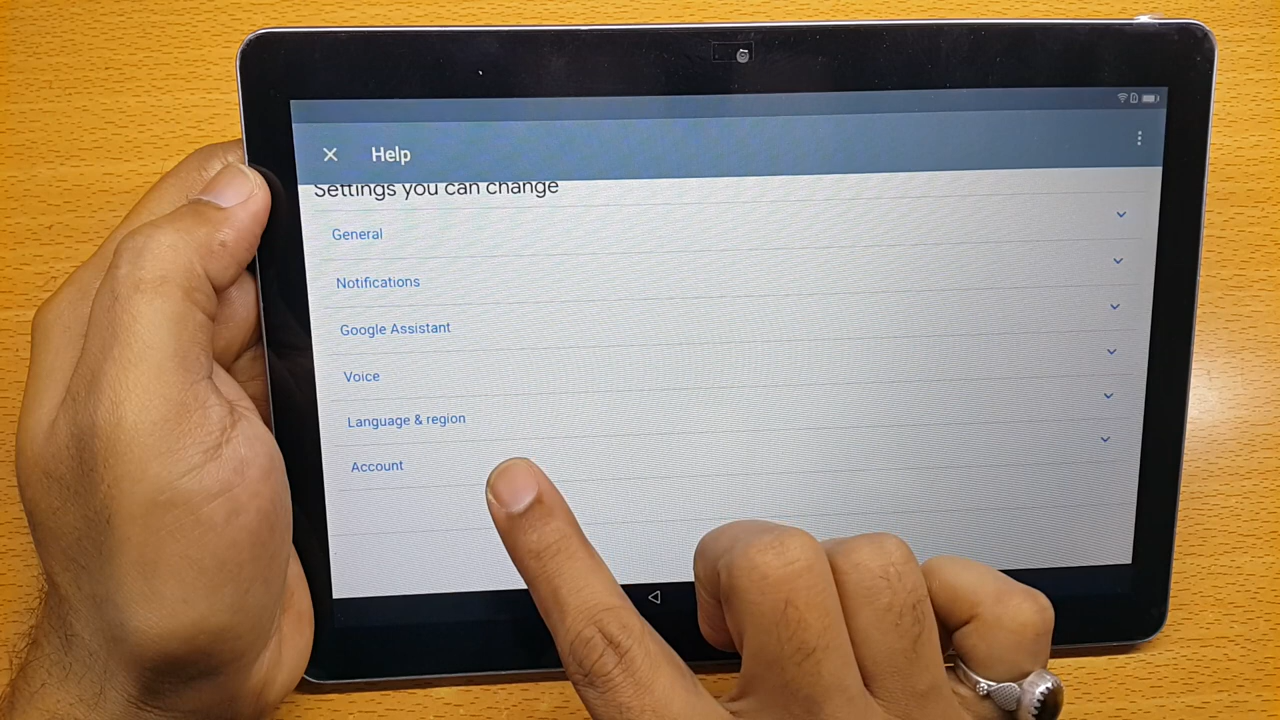 Help
Settings you can change
General
Notifications
Google Assistant
Voice
Language & region
Account